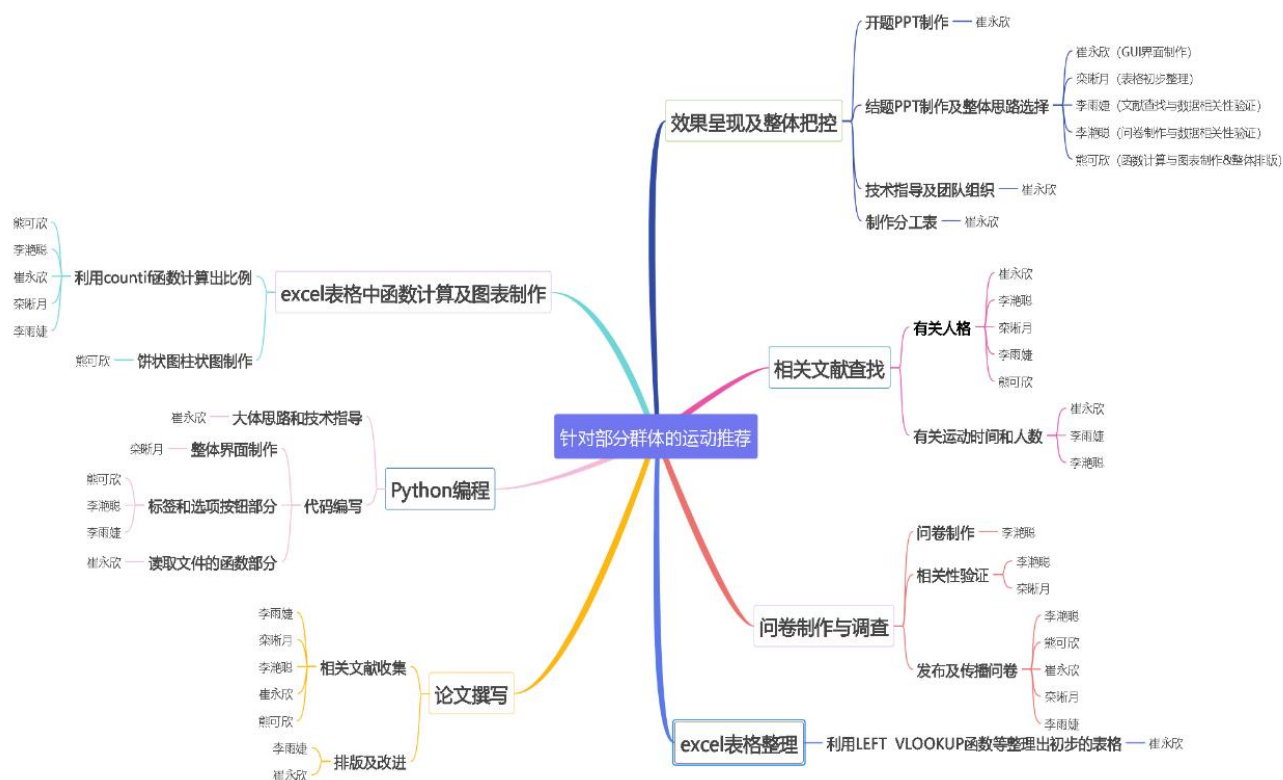 针对部分群体的运动推荐
效果呈现及整体把控
开题PPT制作
崔永欣
结题PPT制作及整体思路选择
崔永欣（GUI界面制作）
栾晰月（表格初步整理）
李雨婕（文献查找与数据相关性验证）
李滟聪（问卷制作与数据相关性验证）
熊可欣（函数计算与图表制作&整体排版）
技术指导及团队组织
崔永欣
制作分工表
崔永欣
相关文献查找
有关人格
崔永欣
李滟聪
栾晰月
李雨婕
熊可欣
有关运动时间和人数
崔永欣
李雨婕
李滟聪
问卷制作与调查
问卷制作
李滟聪
相关性验证
李滟聪
栾晰月
发布及传播问卷
李滟聪
熊可欣
崔永欣
栾晰月
李雨婕
excel表格整理
利用LEFT VLOOKUP函数等整理出初步的表格
崔永欣
excel表格中函数计算及图表制作
利用countif函数计算出比例
熊可欣
李滟聪
崔永欣
栾晰月
李雨婕
饼状图柱状图制作
熊可欣
Python编程
大体思路和技术指导
崔永欣
代码编写
整体界面制作
栾晰月
标签和选项按钮部分
熊可欣
李滟聪
李雨婕
读取文件的函数部分
崔永欣
论文撰写
相关文献收集
李雨婕
栾晰月
李滟聪
崔永欣
熊可欣
排版及改进
李雨婕
崔永欣